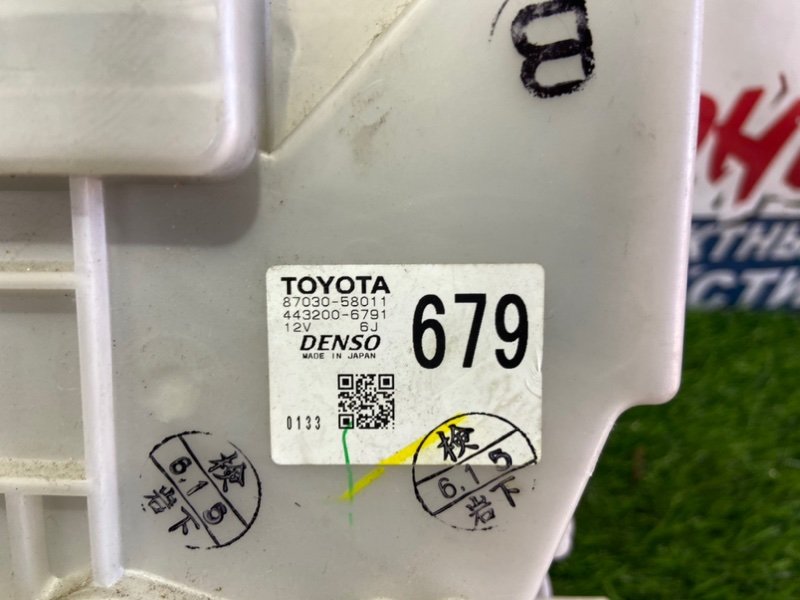 8
TOYOTA
87030-58011
443200-6791
12V 6J
DENSO
MADE IN JAPAN
679
0133
検
6.15
岩下
検
6.15
岩下